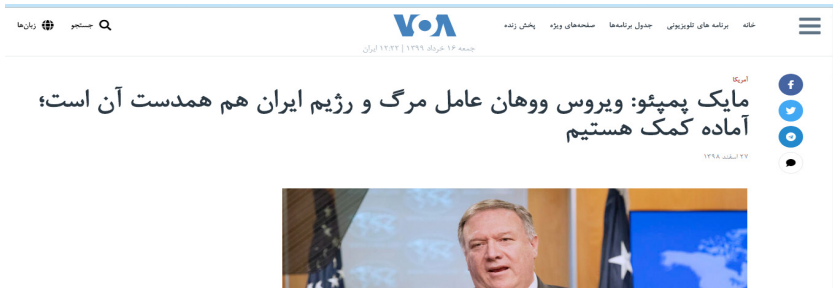 خانه برنامه های تلویزیونی جدول برنامه‌ها صفحه‌های ویژه پخش زنده VOA جستجو زبان‌ها
جمعه ۱۶ خرداد ۱۳۹۹ | ۱۲:۲۲ ایران
آمریکا
مایک پمپئو: ویروس ووهان عامل مرگ و رژیم ایران هم همدست آن است؛
آماده کمک هستیم
۲۷ اسفند ۱۳۹۸